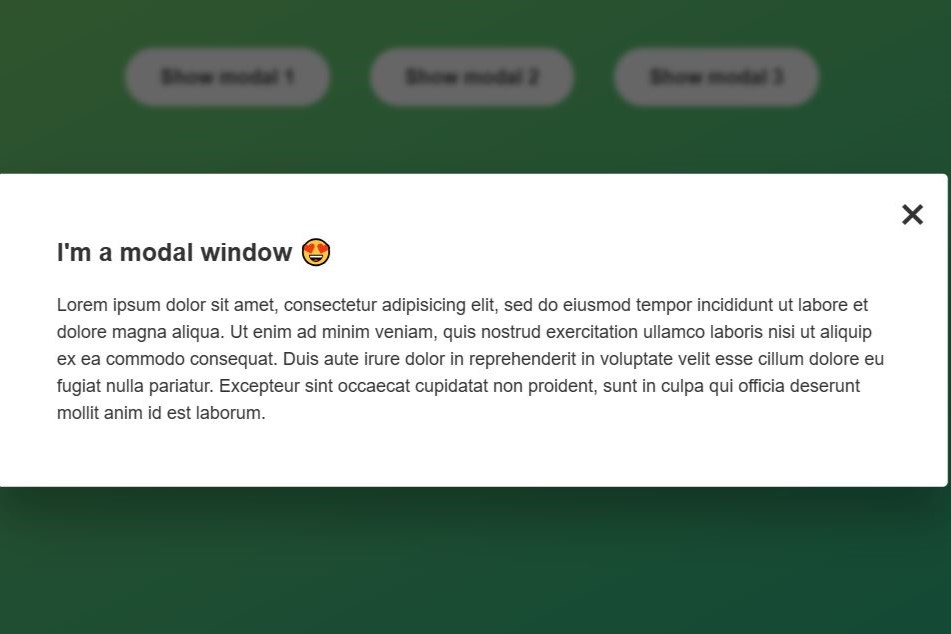 Show modal 1 Show modal 2 Show modal 3
I'm a modal window 😍
Lorem ipsum dolor sit amet, consectetur adipisicing elit, sed do eiusmod tempor incididunt ut labore et
dolore magna aliqua. Ut enim ad minim veniam, quis nostrud exercitation ullamco laboris nisi ut aliquip
ex ea commodo consequat. Duis aute irure dolor in reprehenderit in voluptate velit esse cillum dolore eu
fugiat nulla pariatur. Excepteur sint occaecat cupidatat non proident, sunt in culpa qui officia deserunt
mollit anim id est laborum.